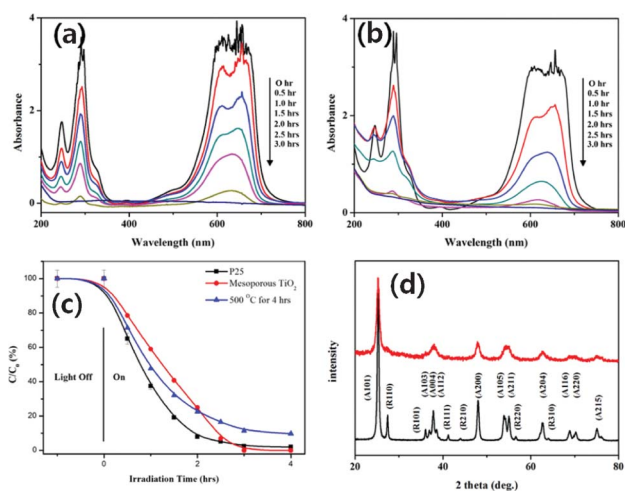 (a)
4
2
0
Absorbance
200 300 400 500 600 700 800
Wavelength (nm)
O hr
0.5 hr
1.0 hr
1.5 hrs
2.0 hrs
2.5 hrs
3.0 hrs
(b)
4
2
0
Absorbance
200 400 600 800
Wavelength (nm)
O hr
0.5 hr
1.0 hr
1.5 hrs
2.0 hrs
2.5 hrs
3.0 hrs
(c)
100
80
60
40
20
0
C/C₀ (%)
P25
Mesoporous TiO₂
500 °C for 4 hrs
Light Off
On
0 2 4
Irradiation Time (hrs)
(d)
intensity
(A101)
(R110)
(R101)
(A103)
(A004)
(A112)
(R111)
(R210)
(A200)
(A105)
(A211)
(R220)
(A204)
(R310)
(A116)
(A220)
(A215)
20 30 40 50 60 70 80
2 theta (deg.)